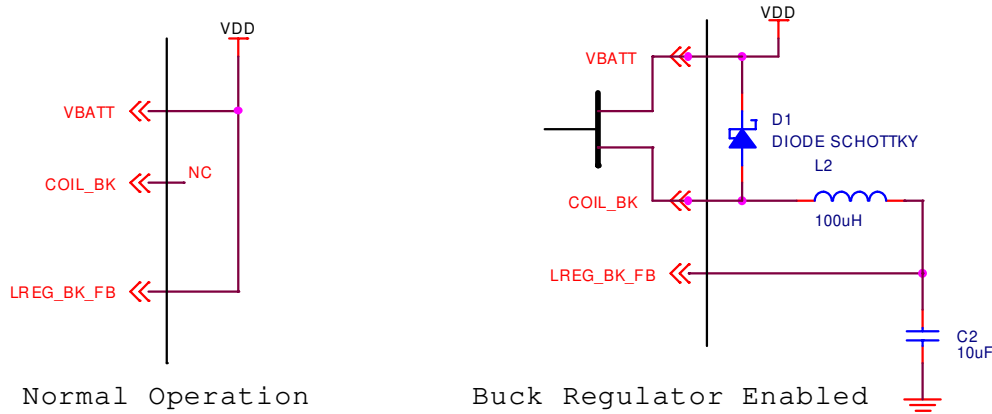 VDD
VBATT
NC
COIL_BK
LREG_BK_FB
Normal Operation
VDD
VBATT
D1
DIODE SCHOTTKY
L2
COIL_BK
100uH
LREG_BK_FB
C2
10uF
Buck Regulator Enabled